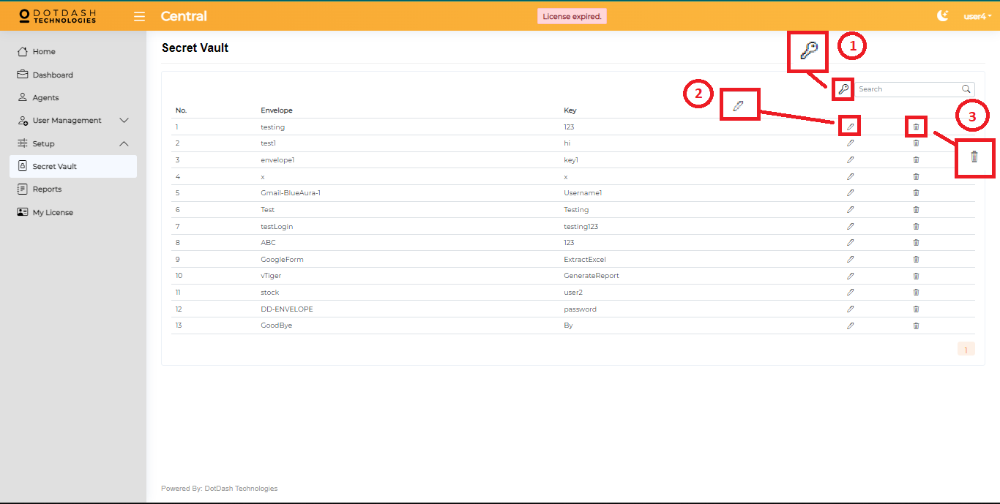 DOTDASH
TECHNOLOGIES
Central
License expired.
user4
Home
Dashboard
Agents
User Management
Setup
Secret Vault
Reports
My License
Secret Vault
1
2
3
Search
No. Envelope Key
1 testing 123
2 test1 hi
3 envelope1 key1
4 x x
5 Gmail-BlueAura-1 Username1
6 Test Testing
7 testLogin testing123
8 ABC 123
9 GoogleForm ExtractExcel
10 vTiger GenerateReport
11 stock user2
12 DD-ENVELOPE password
13 GoodBye By
1
Powered By: DotDash Technologies